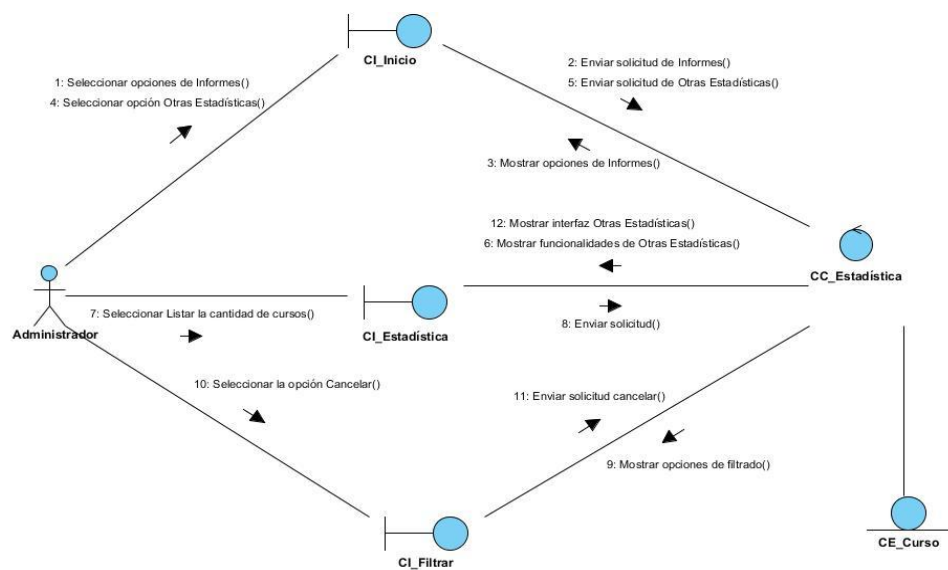 CI_Inicio
1: Seleccionar opciones de Informes()
4: Seleccionar opción Otras Estadísticas()
2: Enviar solicitud de Informes()
5: Enviar solicitud de Otras Estadísticas()
3: Mostrar opciones de Informes()
12: Mostrar interfaz Otras Estadísticas()
6: Mostrar funcionalidades de Otras Estadísticas()
CC_Estadística
Administrador
7: Seleccionar Listar la cantidad de cursos()
CI_Estadística
8: Enviar solicitud()
10: Seleccionar la opción Cancelar()
11: Enviar solicitud cancelar()
9: Mostrar opciones de filtrado()
CI_Filtrar
CE_Curso